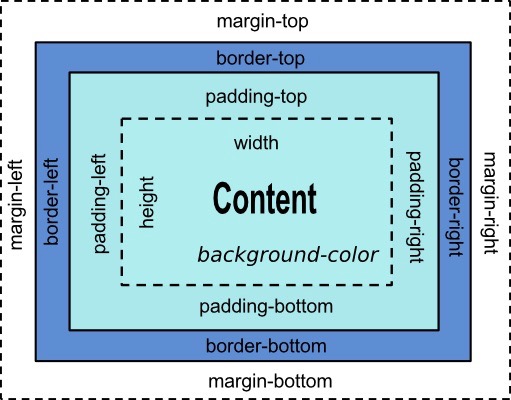 margin-top
border-top
padding-top
width
margin-left
border-left
padding-left
height
Content
padding-right
border-right
margin-right
background-color
padding-bottom
border-bottom
margin-bottom